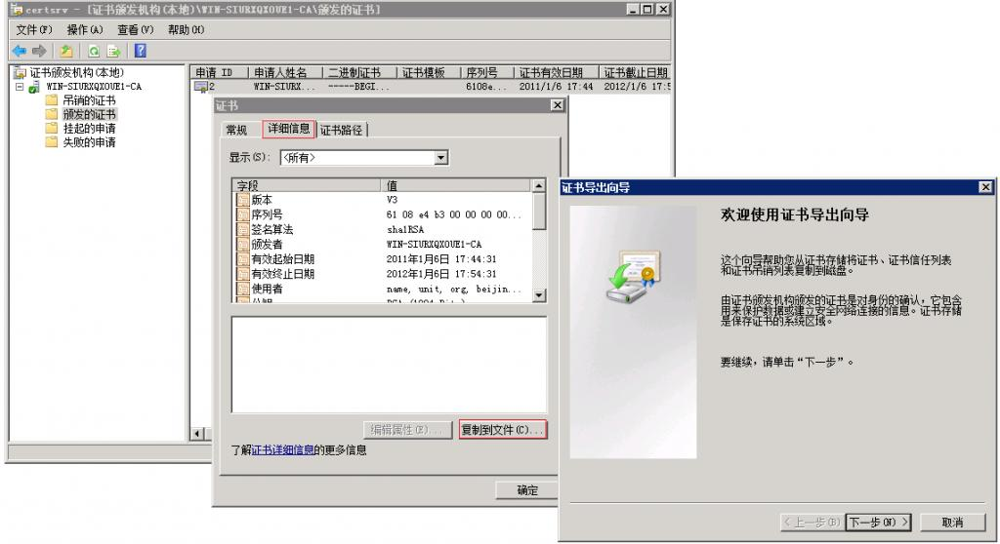 certsrv - [证书颁发机构(本地)\WIN-SIURXQXOUE1-CA\颁发的证书]
文件(F) 操作(A) 查看(V) 帮助(H)
证书颁发机构(本地)
WIN-SIURXQXOUE1-CA
吊销的证书
颁发的证书
挂起的申请
失败的申请
申请 ID 申请人姓名 二进制证书 证书模板 序列号 证书有效日期 证书截止日期
2 WIN-SIURX... -----BEGI... 6108e... 2011/1/6 17:44 2012/1/6 17:5
证书
常规 详细信息 证书路径
显示(S): <所有>
字段 值
版本 V3
序列号 61 08 e4 b3 00 00 00 00...
签名算法 sha1RSA
颁发者 WIN-SIURXQXOUE1-CA
有效起始日期 2011年1月6日 17:44:31
有效终止日期 2012年1月6日 17:54:31
使用者 name, unit, org, beijin...
编辑属性(E)... 复制到文件(C)...
了解证书详细信息的更多信息
确定
证书导出向导
欢迎使用证书导出向导
这个向导帮助您从证书存储将证书、证书信任列表
和证书吊销列表复制到磁盘。
由证书颁发机构颁发的证书是对身份的确认，它包含
用来保护数据或建立安全网络连接的信息。证书存储
是保存证书的系统区域。
要继续，请单击“下一步”。
< 上一步(B) 下一步(N) > 取消